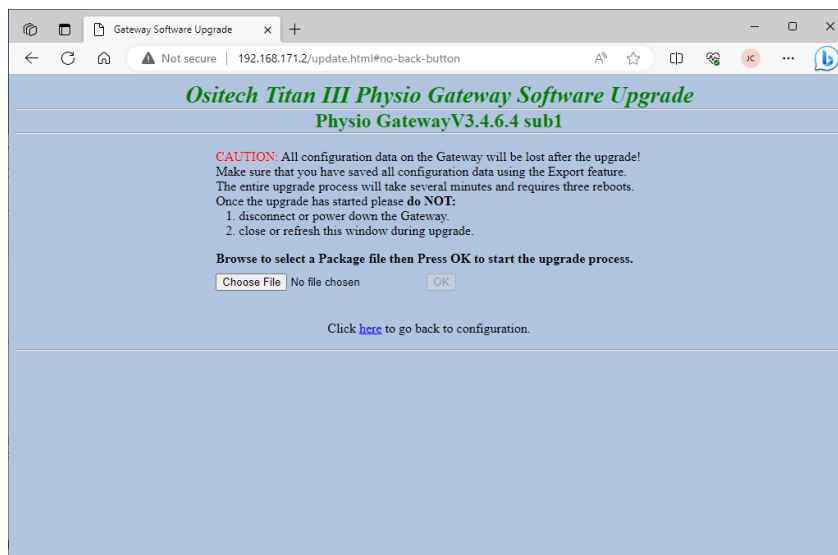 Gateway Software Upgrade
Not secure | 192.168.171.2/update.html#no-back-button
JC
Ositech Titan III Physio Gateway Software Upgrade
Physio GatewayV3.4.6.4 sub1
CAUTION: All configuration data on the Gateway will be lost after the upgrade!
Make sure that you have saved all configuration data using the Export feature.
The entire upgrade process will take several minutes and requires three reboots.
Once the upgrade has started please do NOT:
1. disconnect or power down the Gateway.
2. close or refresh this window during upgrade.
Browse to select a Package file then Press OK to start the upgrade process.
Choose File No file chosen OK
Click here to go back to configuration.